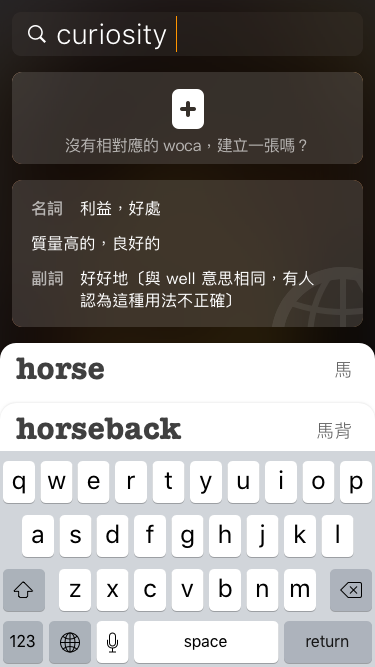 curiosity
沒有相對應的 woca，建立一張嗎？
名詞 利益，好處
質量高的，良好的
副詞 好好地〔與 well 意思相同，有人
認為這種用法不正確〕
horse 馬
horseback 馬背
q w e r t y u i o p
a s d f g h j k l
z x c v b n m
123 space return